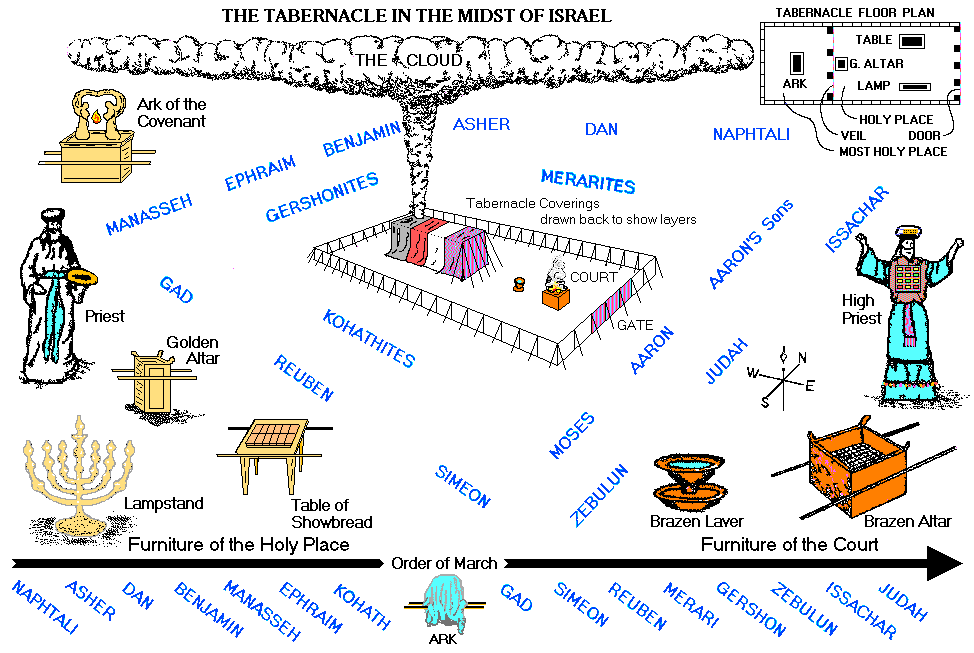 THE TABERNACLE IN THE MIDST OF ISRAEL
TABERNACLE FLOOR PLAN
TABLE
G. ALTAR
ARK
LAMP
HOLY PLACE
VEIL
DOOR
MOST HOLY PLACE
THE CLOUD
Ark of the
Covenant
MANASSEH
EPHRAIM
BENJAMIN
ASHER
DAN
NAPHTALI
GERSHONITES
MERARITES
Tabernacle Coverings
drawn back to show layers
AARON'S Sons
ISSACHAR
COURT
GATE
GAD
Priest
High
Priest
KOHATHITES
AARON
JUDAH
Golden
Altar
REUBEN
N
W
E
S
MOSES
SIMEON
ZEBULUN
Lampstand
Table of
Showbread
Brazen Laver
Brazen Altar
Furniture of the Holy Place
Furniture of the Court
Order of March
NAPHTALI
ASHER
DAN
BENJAMIN
MANASSEH
EPHRAIM
KOHATH
ARK
GAD
SIMEON
REUBEN
MERARI
GERSHON
ZEBULUN
ISSACHAR
JUDAH